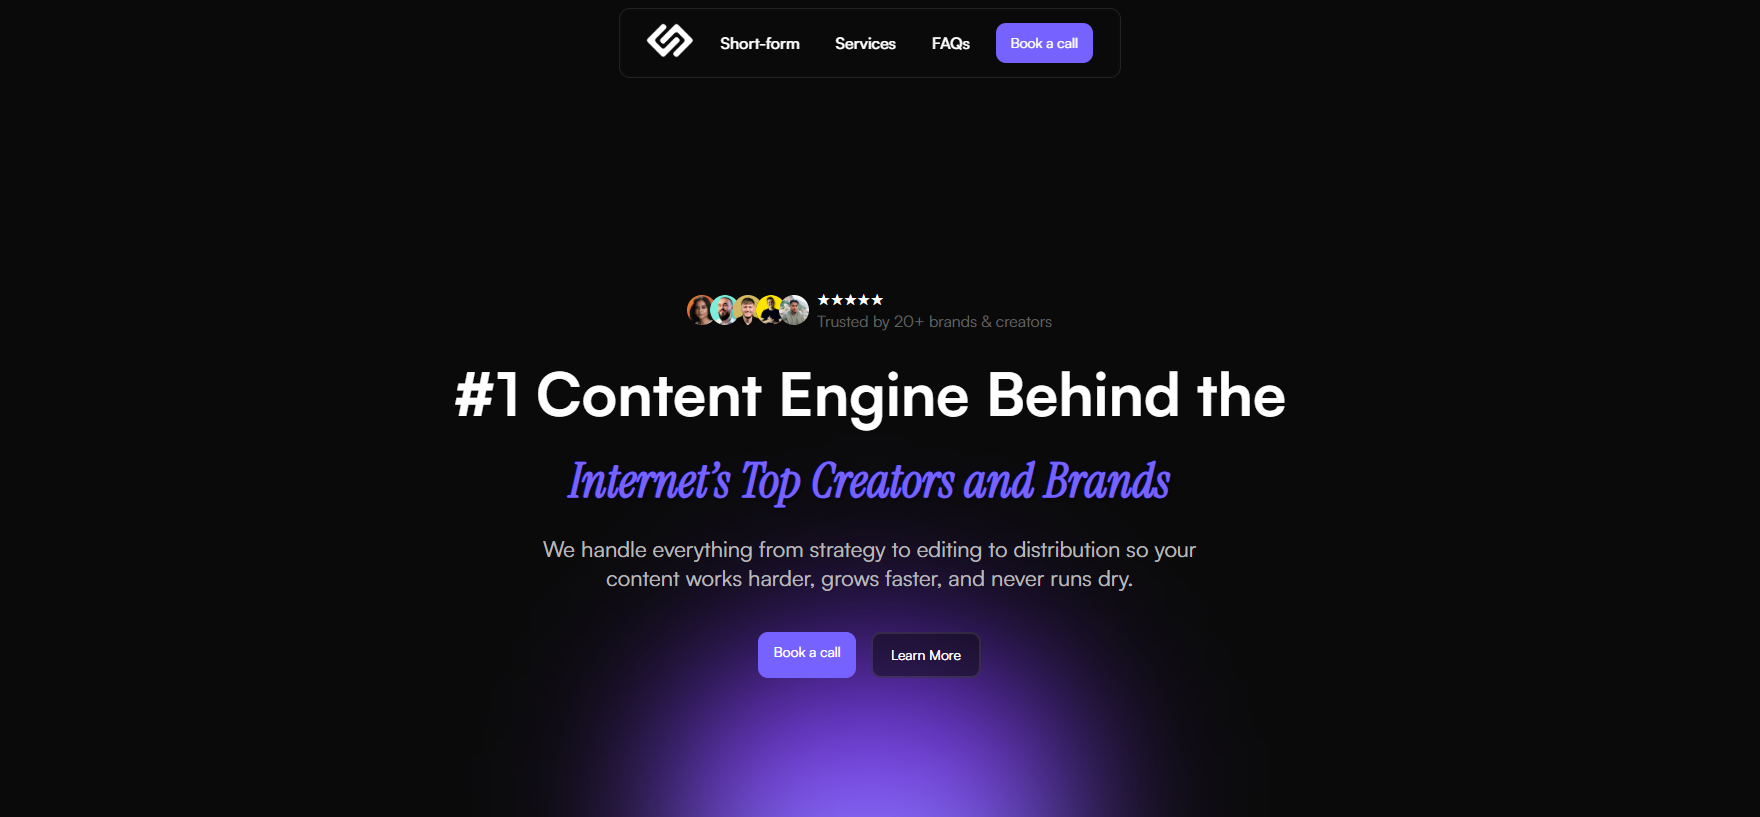 Short-form
Services
FAQs
Book a call
★★★★★
Trusted by 20+ brands & creators
#1 Content Engine Behind the
Internet’s Top Creators and Brands
We handle everything from strategy to editing to distribution so your
content works harder, grows faster, and never runs dry.
Book a call
Learn More